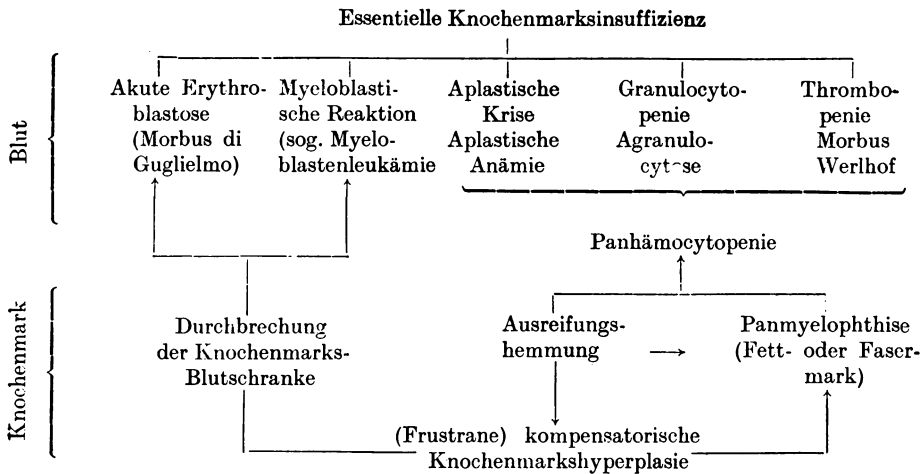 Essentielle Knochenmarksinsuffizienz
Blut
Akute Erythro-
blastose
(Morbus di
Guglielmo)
Myeloblasti-
sche Reaktion
(sog. Myelo-
blastenleukämie
Aplastische
Krise
Aplastische
Anämie
Granulocyto-
penie
Agranulo-
cytose
Thrombo-
penie
Morbus
Werlhof
Panhämocytopenie
Knochenmark
Durchbrechung
der Knochenmarks-
Blutschranke
Ausreifungs-
hemmung
Panmyelophthise
(Fett- oder Faser-
mark)
(Frustrane) kompensatorische
Knochenmarkshyperplasie